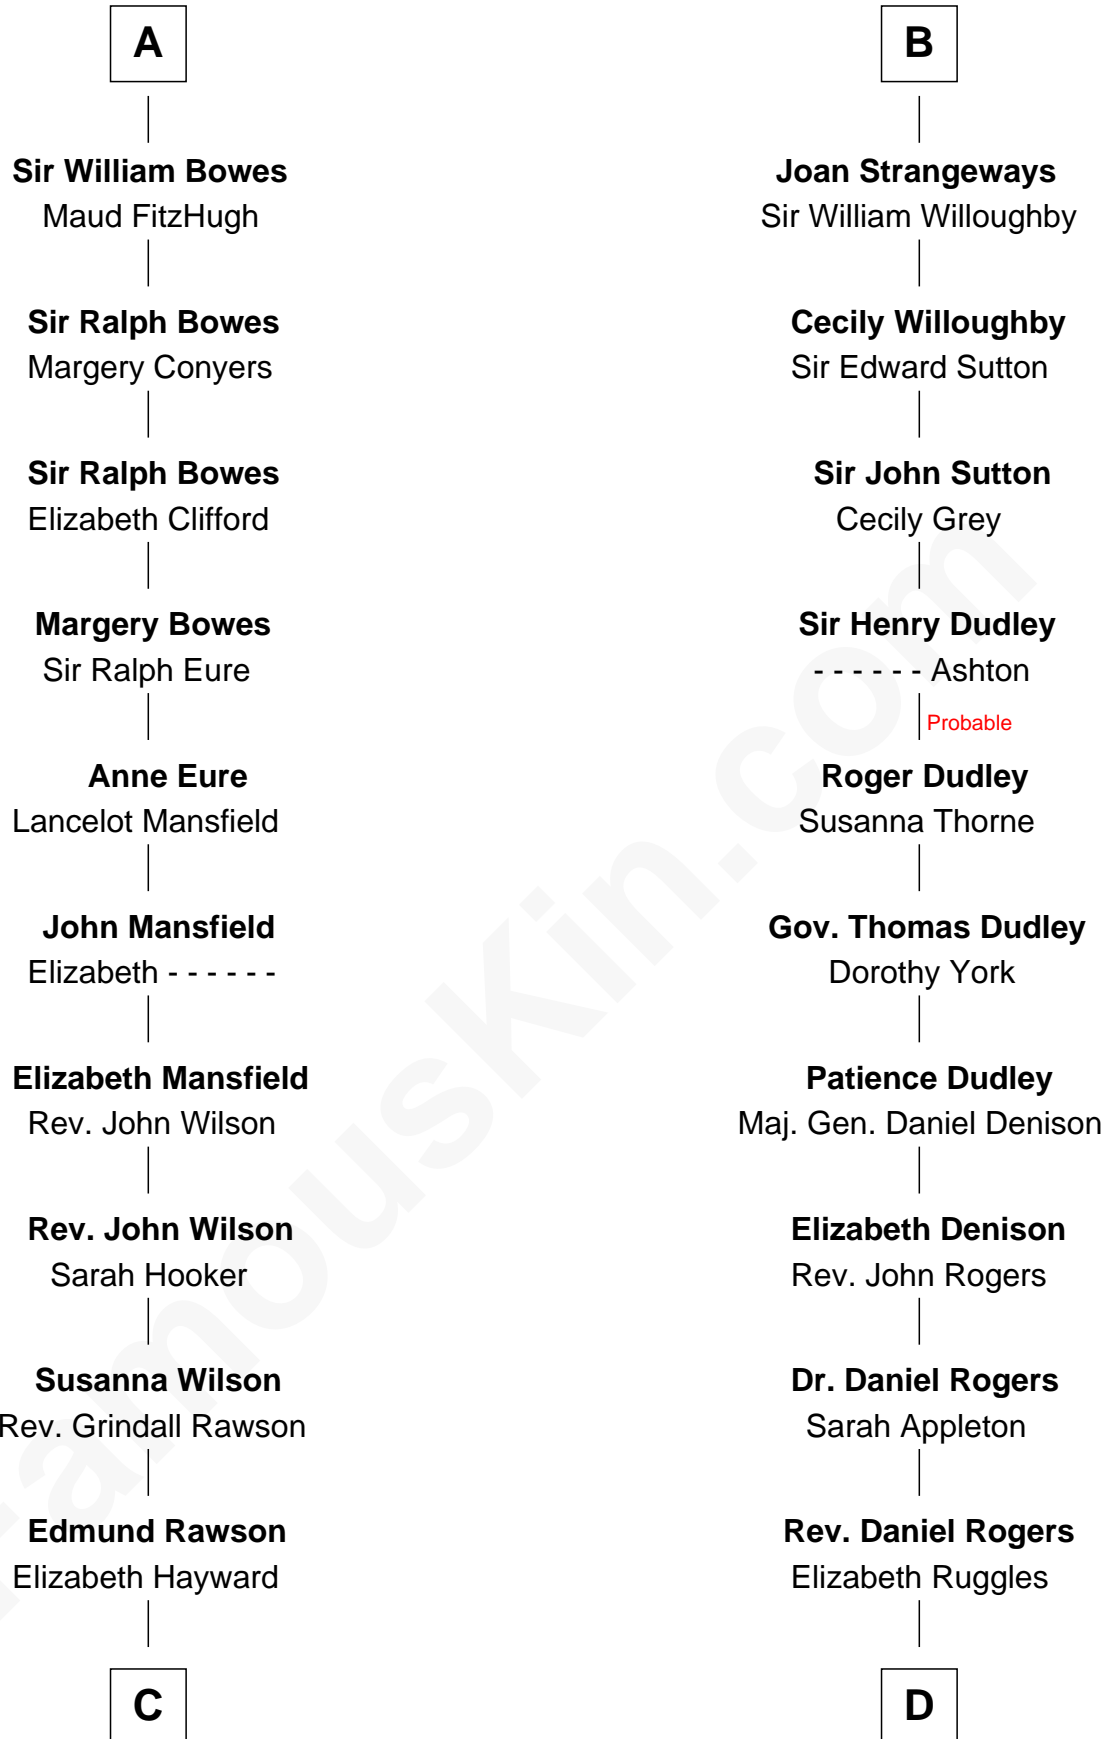 A
Sir William Bowes
Maud FitzHugh
Sir Ralph Bowes
Margery Conyers
Sir Ralph Bowes
Elizabeth Clifford
Margery Bowes
Sir Ralph Eure
Anne Eure
Lancelot Mansfield
John Mansfield
Elizabeth - - - - - -
Elizabeth Mansfield
Rev. John Wilson
Rev. John Wilson
Sarah Hooker
Susanna Wilson
Rev. Grindall Rawson
Edmund Rawson
Elizabeth Hayward
C
B
Joan Strangeways
Sir William Willoughby
Cecily Willoughby
Sir Edward Sutton
Sir John Sutton
Cecily Grey
Sir Henry Dudley
- - - - - - Ashton
Probable
Roger Dudley
Susanna Thorne
Gov. Thomas Dudley
Dorothy York
Patience Dudley
Maj. Gen. Daniel Denison
Elizabeth Denison
Rev. John Rogers
Dr. Daniel Rogers
Sarah Appleton
Rev. Daniel Rogers
Elizabeth Ruggles
D
FamousKin.com